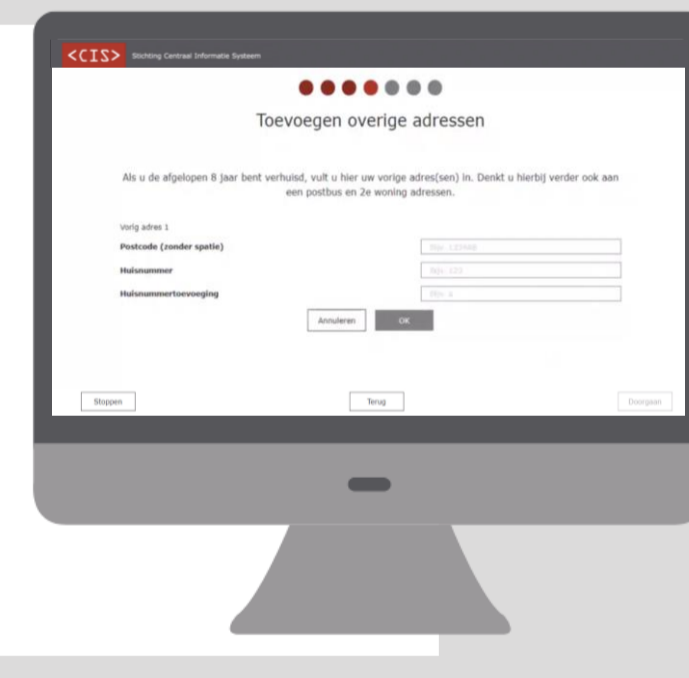 <CIS> Stichting Centraal Informatie Systeem
Toevoegen overige adressen
Als u de afgelopen 8 jaar bent verhuisd, vult u hier uw vorige adres(sen) in. Denkt u hierbij verder ook aan
een postbus en 2e woning adressen.
Vorig adres 1
Postcode (zonder spatie)
Huisnummer
Huisnummertoevoeging
Annuleren OK
Stoppen Terug Doorgaan